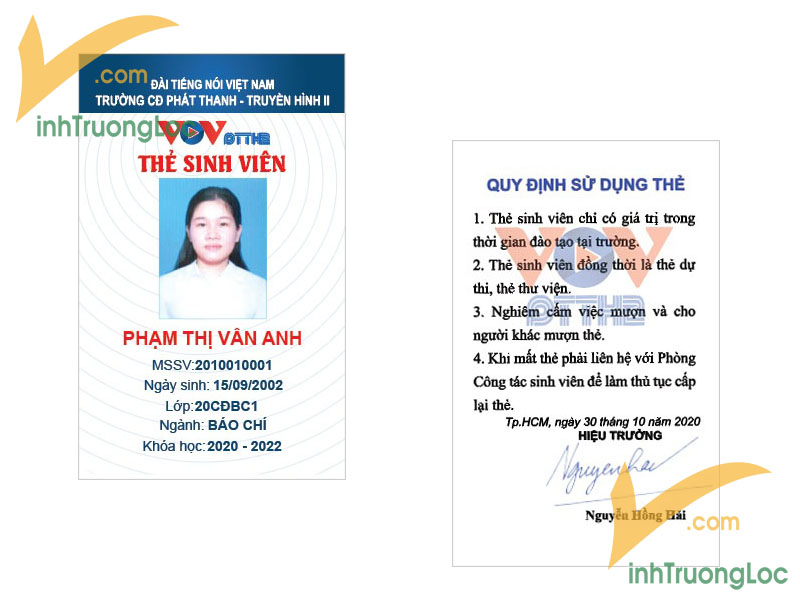 .com
inhTruongLoc
ĐÀI TIẾNG NÓI VIỆT NAM
TRƯỜNG CĐ PHÁT THANH - TRUYỀN HÌNH II
VOV
ĐTTH2
THẺ SINH VIÊN
PHẠM THỊ VÂN ANH
MSSV:2010010001
Ngày sinh: 15/09/2002
Lớp:20CĐBC1
Ngành: BÁO CHÍ
Khóa học:2020 - 2022
QUY ĐỊNH SỬ DỤNG THẺ
1. Thẻ sinh viên chỉ có giá trị trong
thời gian đào tạo tại trường.
2. Thẻ sinh viên đồng thời là thẻ dự
thi, thẻ thư viện.
3. Nghiêm cấm việc mượn và cho
người khác mượn thẻ.
4. Khi mất thẻ phải liên hệ với Phòng
Công tác sinh viên để làm thủ tục cấp
lại thẻ.
VOV
ĐTTH2
Tp.HCM, ngày 30 tháng 10 năm 2020
HIỆU TRƯỞNG
Nguyenhai
Nguyễn Hồng Hải
.com
inhTruongLoc